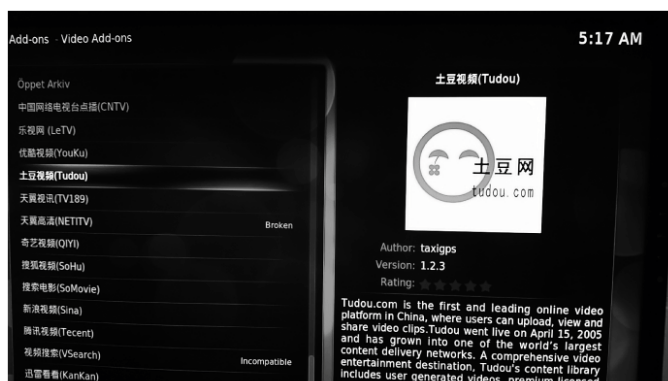 Add-ons - Video Add-ons
5:17 AM
Öppet Arkiv
中国网络电视台点播(CNTV)
乐视网 (LeTV)
优酷视频(YouKu)
土豆视频(Tudou)
天翼视讯(TV189)
天翼高清(NETITV) Broken
奇艺视频(QIYI)
搜狐视频(SoHu)
搜索电影(SoMovie)
新浪视频(Sina)
腾讯视频(Tecent)
视频搜索(VSearch) Incompatible
迅雷看看(KanKan)
土豆视频(Tudou)
土豆网
tudou.com
Author: taxigps
Version: 1.2.3
Rating:
Tudou.com is the first and leading online video
platform in China, where users can upload, view and
share video clips.Tudou went live on April 15, 2005
and has grown into one of the world's largest
content delivery networks. A comprehensive video
entertainment destination, Tudou's content library
includes user generated videos, premium licensed